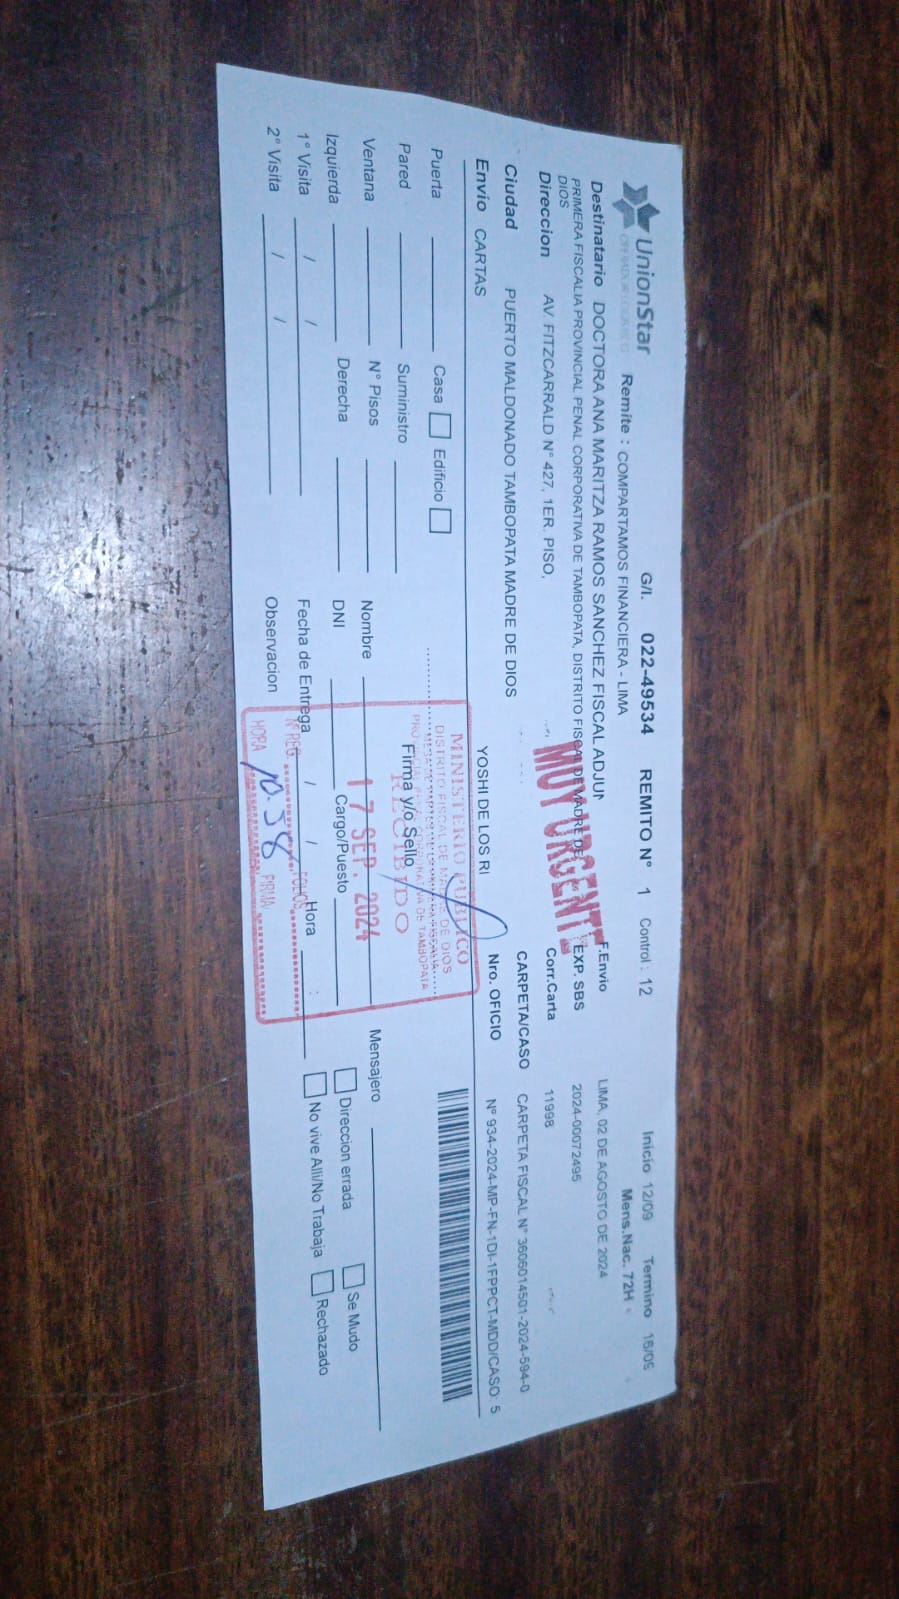 UnionStar
G/I. 022-49534 REMITO N° 1 Control : 12 Inicio 12/09 Termino 16/09
Remite : COMPARTAMOS FINANCIERA - LIMA
Mens.Nac. 72H
Destinatario DOCTORA ANA MARITZA RAMOS SANCHEZ FISCAL ADJUN
F.Envio LIMA, 02 DE AGOSTO DE 2024
PRIMERA FISCALIA PROVINCIAL PENAL CORPORATIVA DE TAMBOPATA, DISTRITO FISCAL DE MADRE DE
DIOS
EXP. SBS 2024-00072495
MUY URGENTE
Direccion AV. FITZCARRALD N° 427, 1ER. PISO,
Corr.Carta 11998
Ciudad PUERTO MALDONADO TAMBOPATA MADRE DE DIOS
CARPETA/CASO CARPETA FISCAL N° 3606014501-2024-594-0
Envio CARTAS YOSHI DE LOS RI
Nro. OFICIO N° 934-2024-MP-FN-1DI-1FPPCT-MDD/CASO: 5
Puerta Casa Edificio
Pared Suministro
Firma y/o Sello
Ventana N° Pisos Nombre Mensajero
Izquierda Derecha DNI Cargo/Puesto Direccion errada Se Mudo
1° Visita / / Fecha de Entrega / / Hora : No vive Alli/No Trabaja Rechazado
2° Visita / / Observacion
MINISTERIO PUBLICO
DISTRITO FISCAL DE MADRE DE DIOS
RECIBIDO
17 SEP. 2024
N° REG. FOLIOS
HORA 10:58 FIRMA